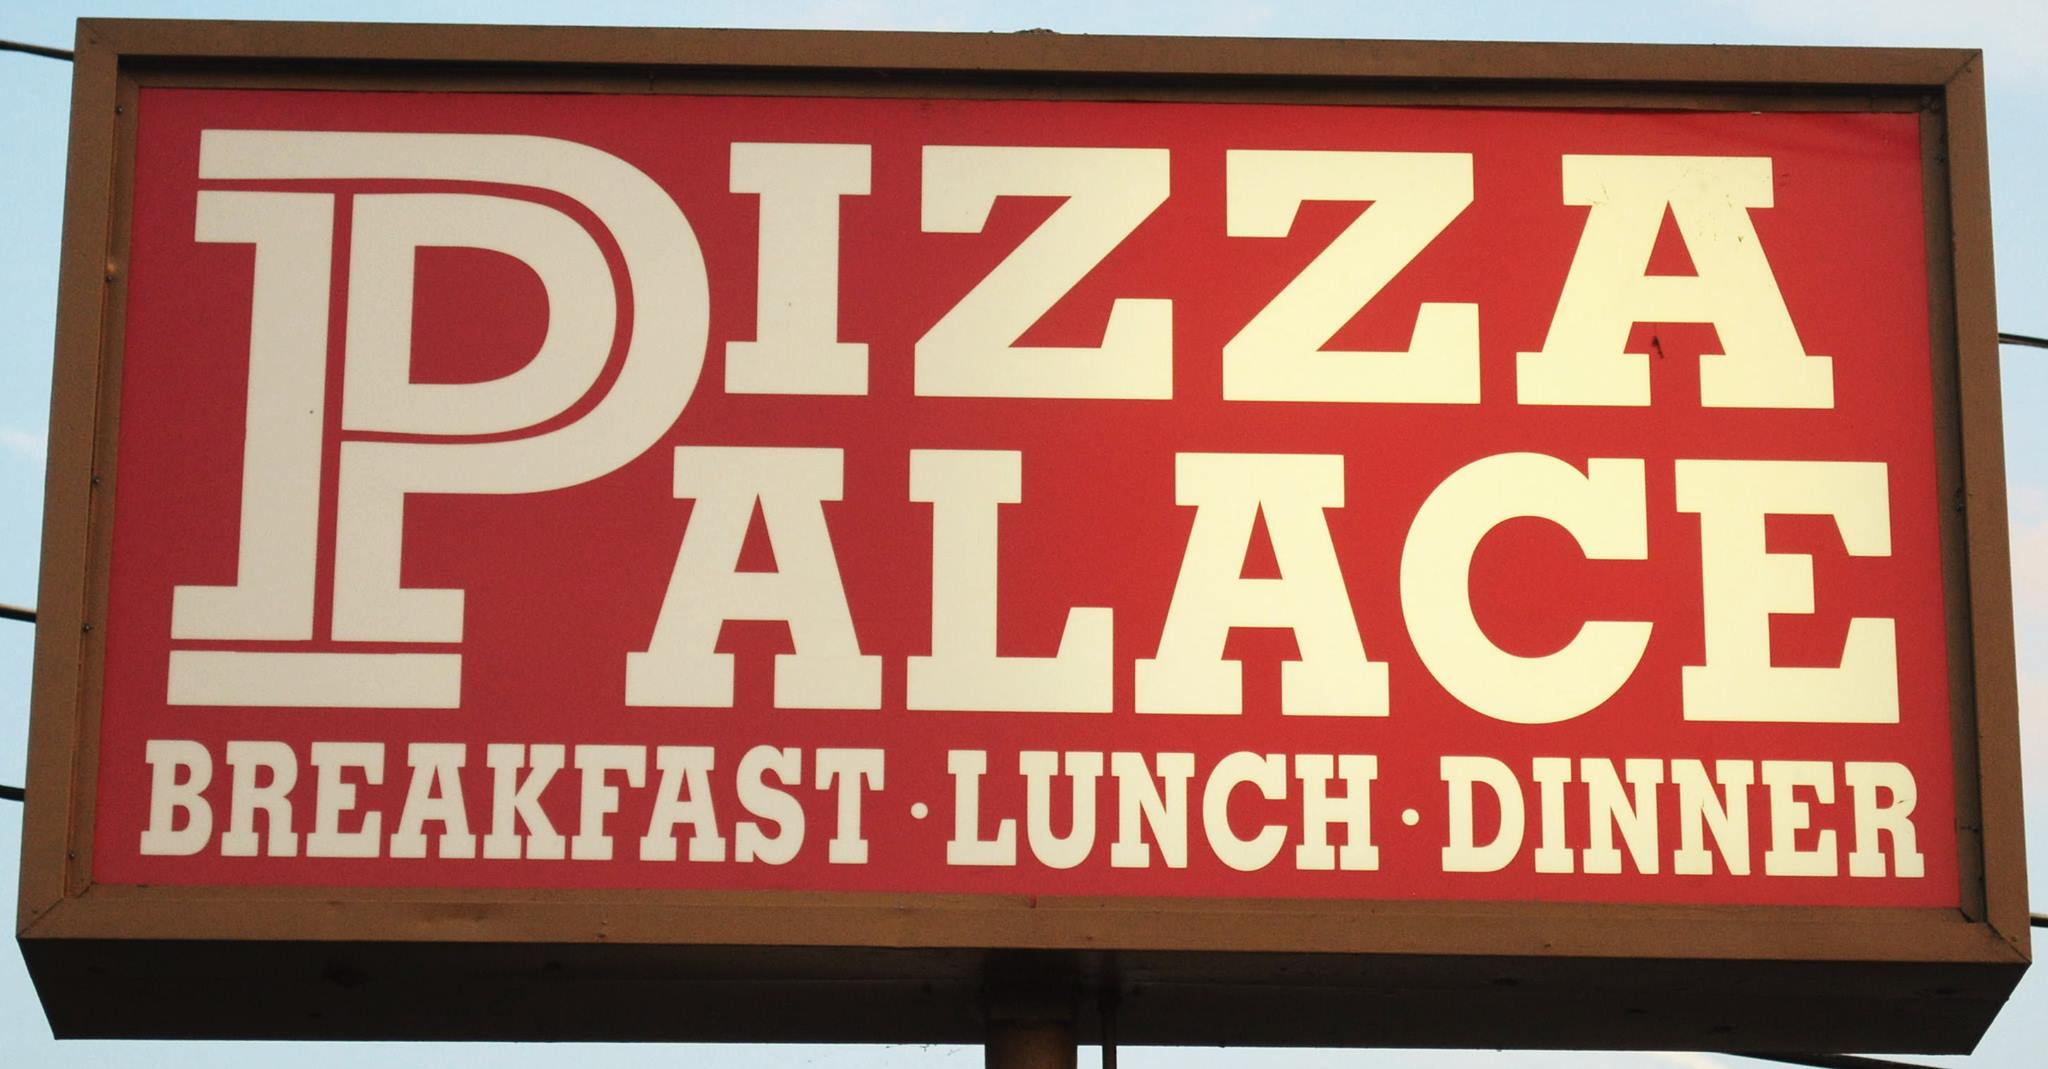 PIZZA
PALACE
BREAKFAST · LUNCH · DINNER